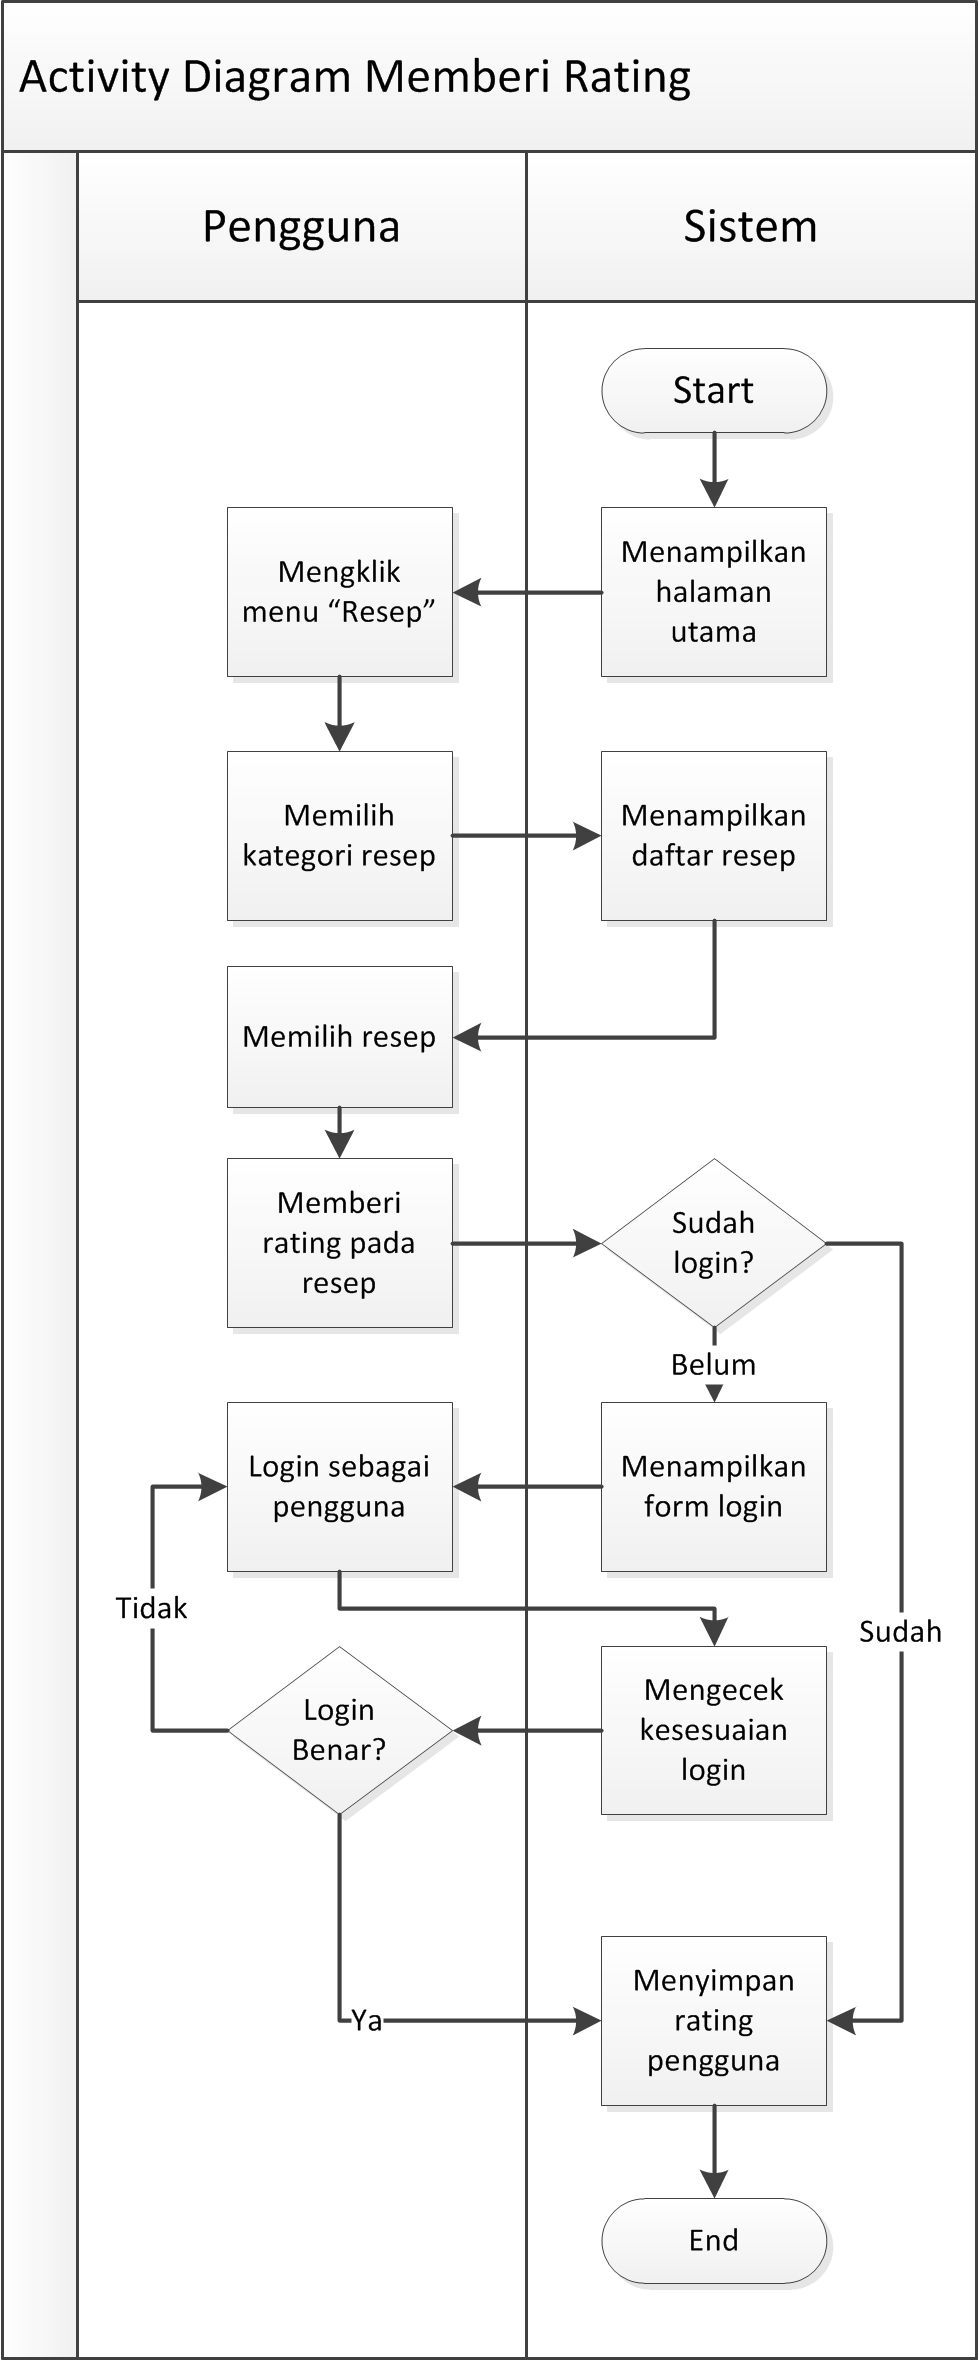 Activity Diagram Memberi Rating
Pengguna
Sistem
Start
Menampilkan
halaman
utama
Mengklik
menu “Resep”
Memilih
kategori resep
Menampilkan
daftar resep
Memilih resep
Memberi
rating pada
resep
Sudah
login?
Belum
Menampilkan
form login
Login sebagai
pengguna
Tidak
Sudah
Mengecek
kesesuaian
login
Login
Benar?
Ya
Menyimpan
rating
pengguna
End